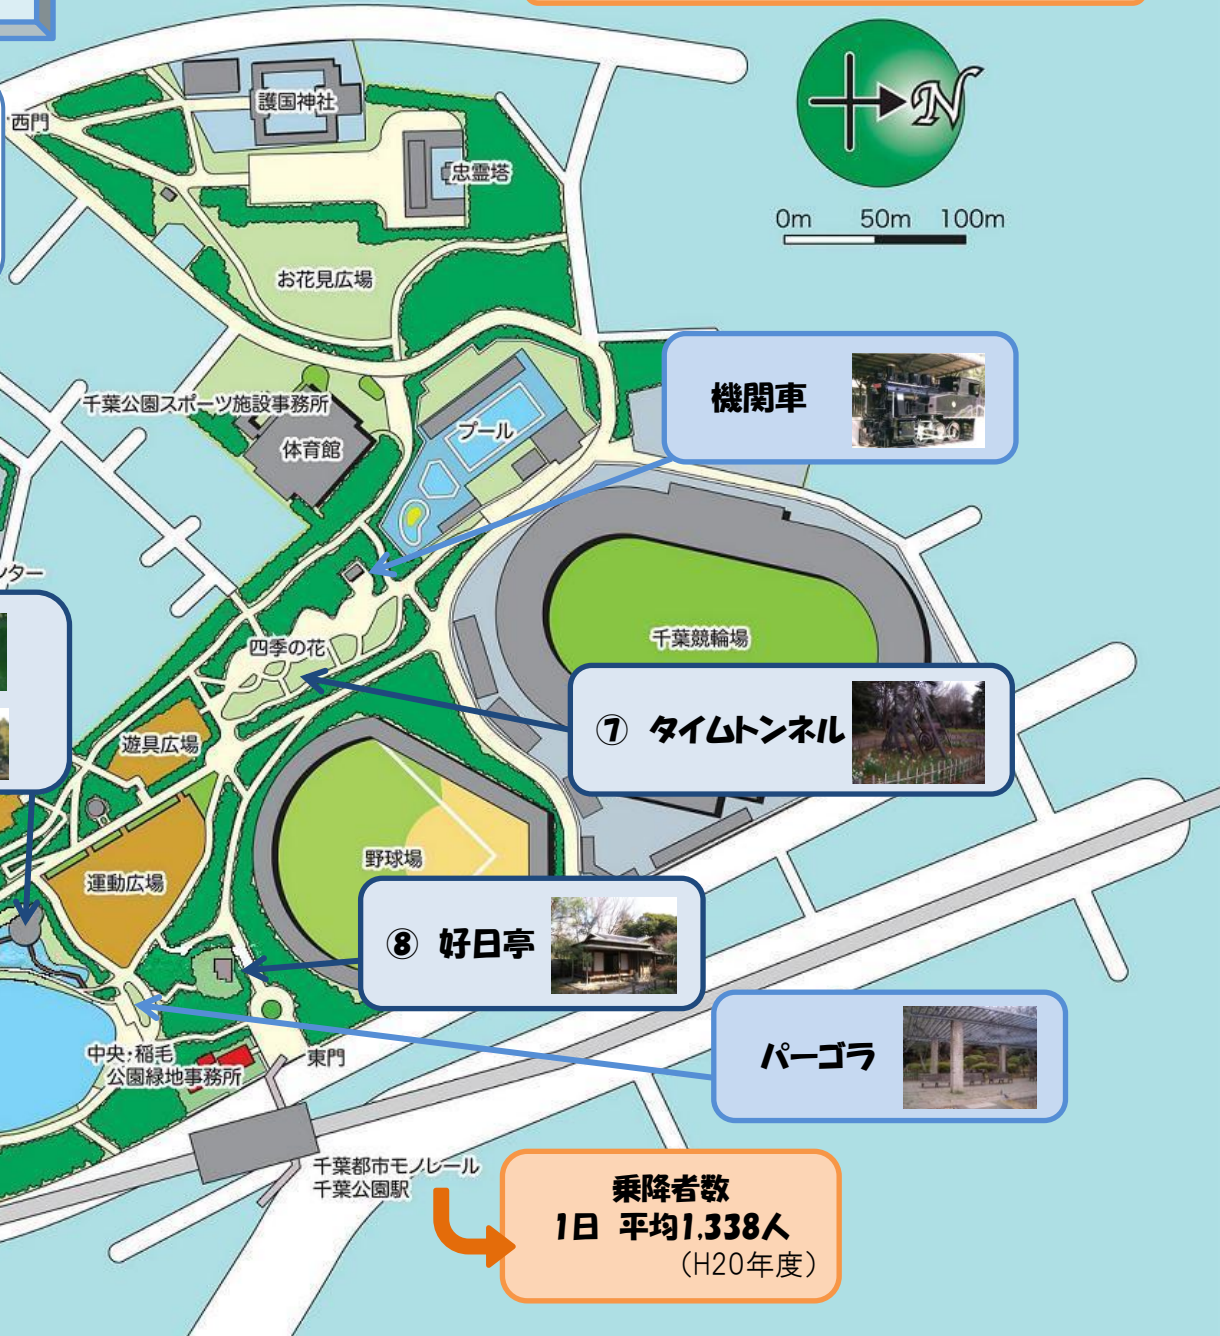 西門
護国神社
忠霊塔
N
0m 50m 100m
お花見広場
機関車
千葉公園スポーツ施設事務所
体育館
プール
ンター
四季の花
千葉競輪場
⑦ タイムトンネル
遊具広場
野球場
運動広場
⑧ 好日亭
中央・稲毛
公園緑地事務所
東門
パーゴラ
千葉都市モノレール
千葉公園駅
乗降者数
1日 平均1,338人
（H20年度）